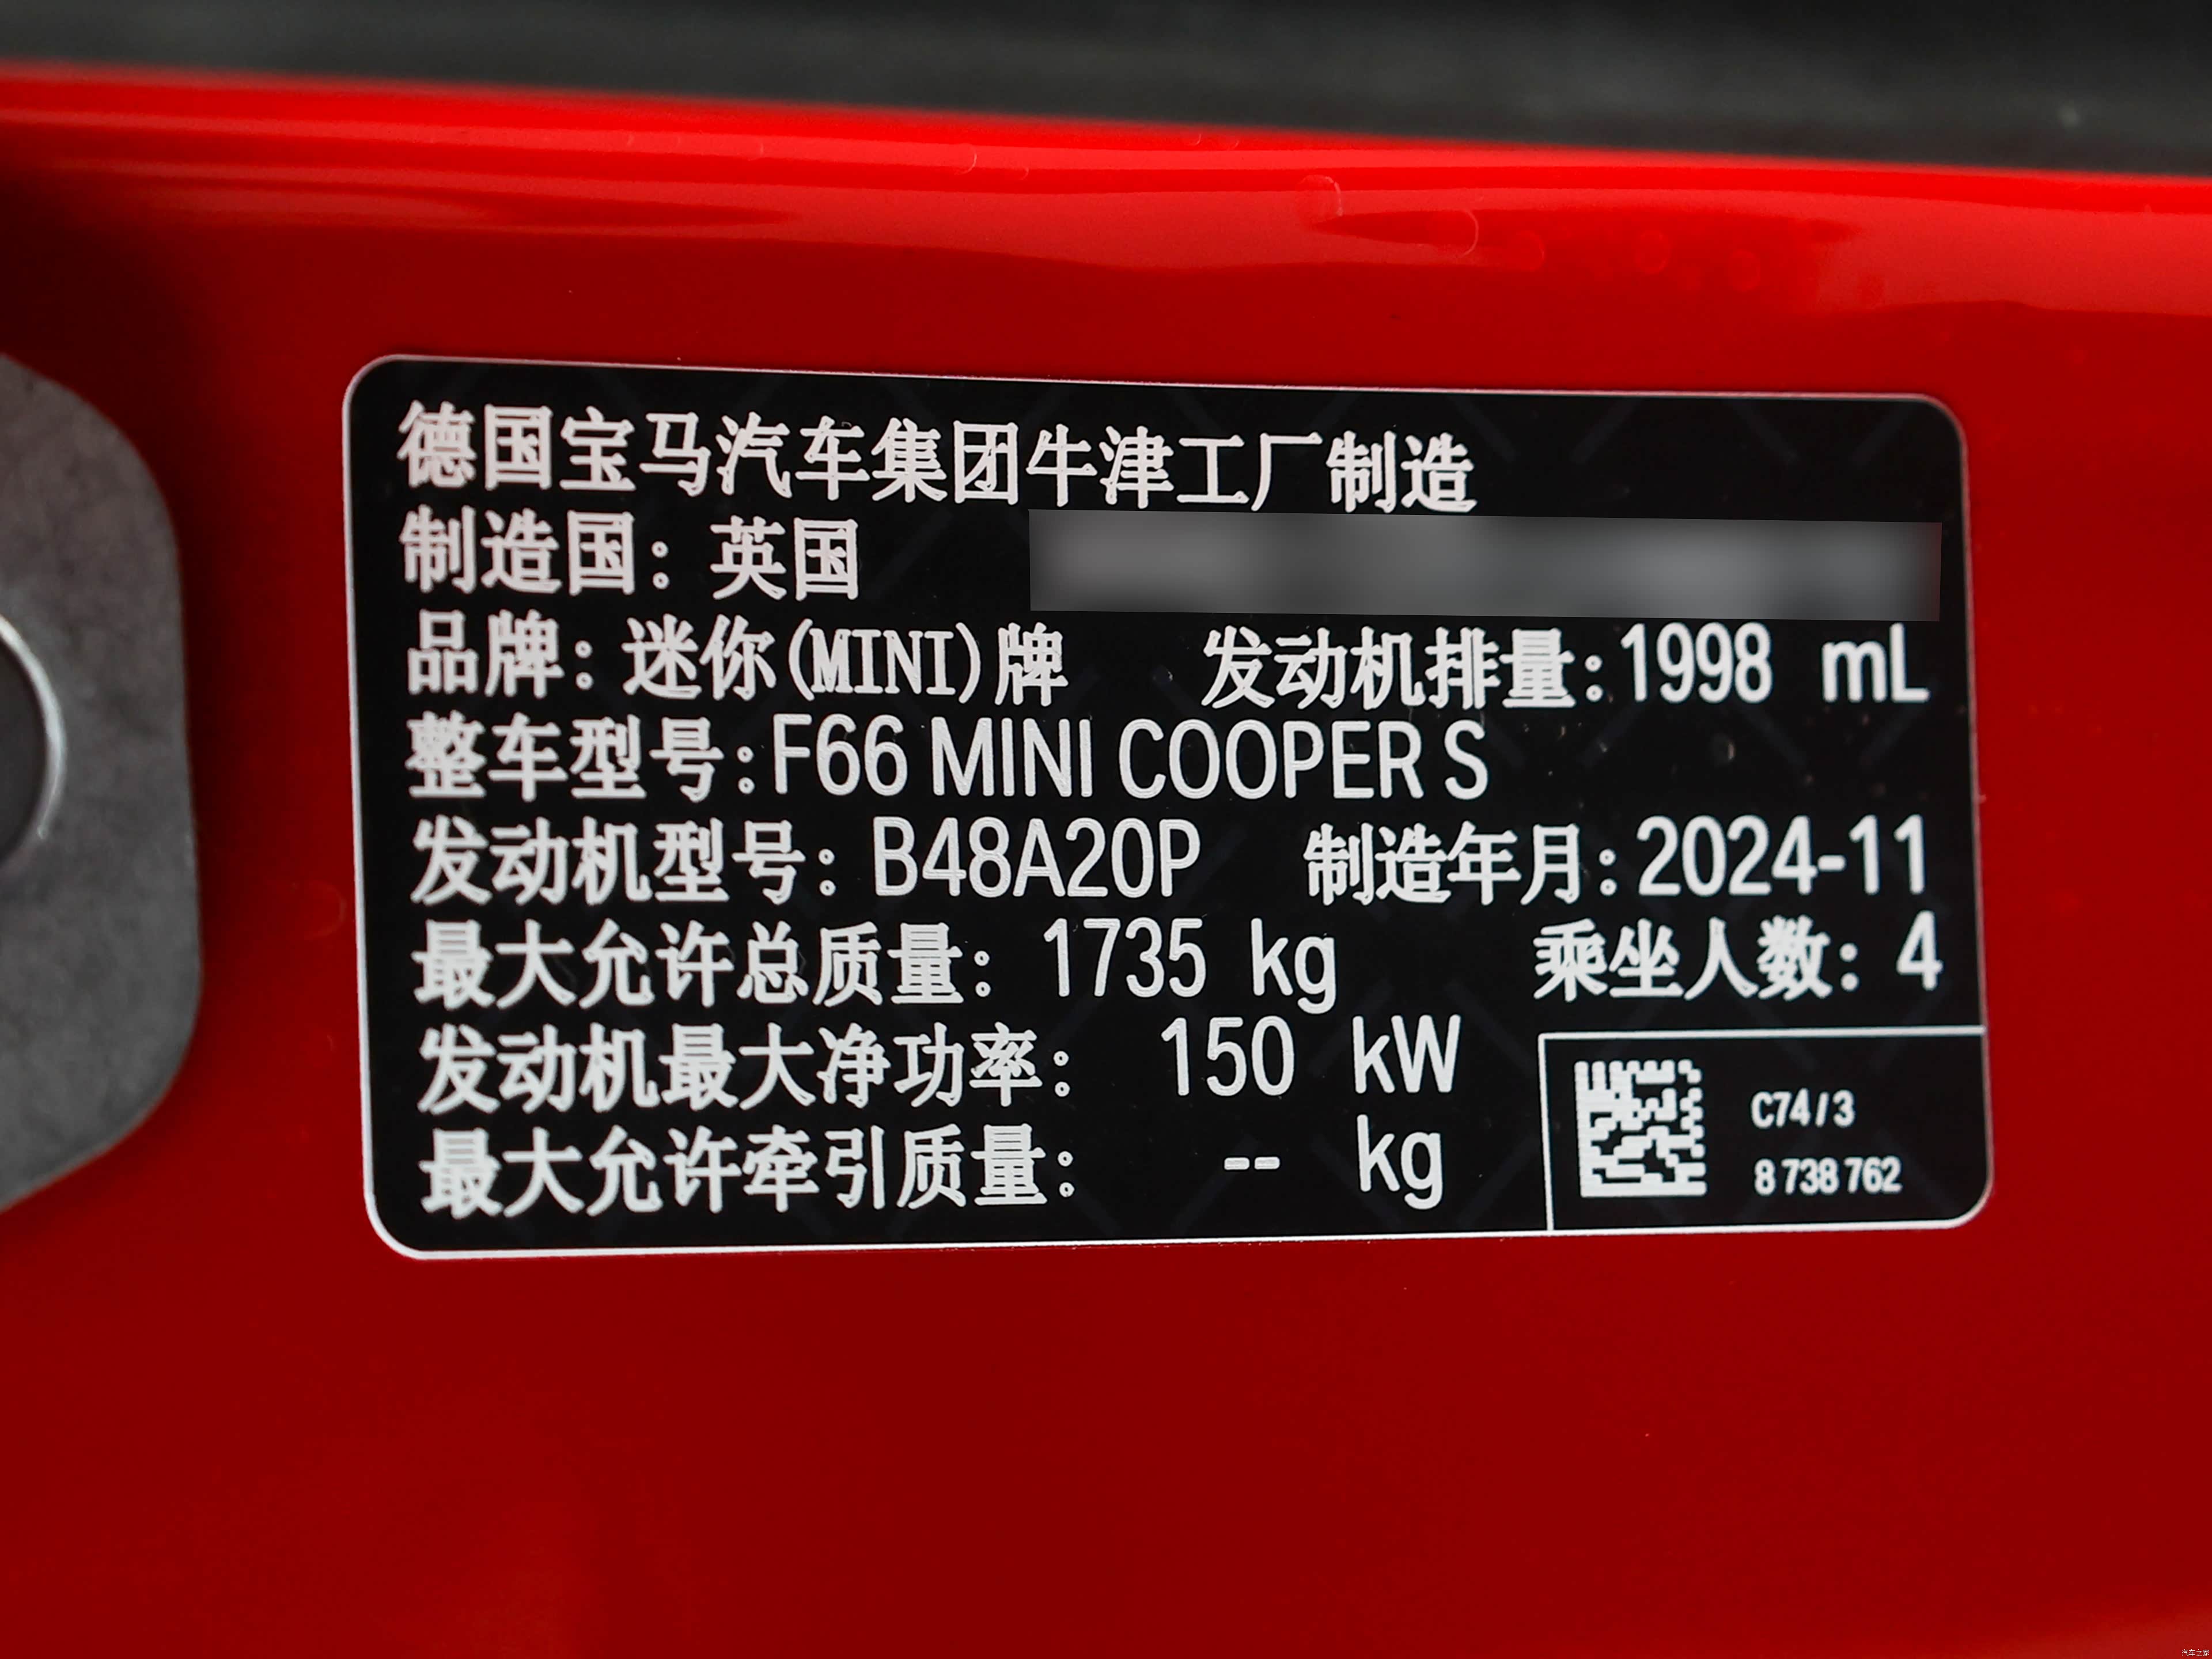 德国宝马汽车集团牛津工厂制造
制造国：英国
品牌：迷你(MINI)牌 发动机排量：1998 mL
整车型号：F66 MINI COOPER S
发动机型号：B48A20P 制造年月：2024-11
最大允许总质量：1735 kg 乘坐人数：4
发动机最大净功率：150 kW
最大允许牵引质量：-- kg
C74/3
8 738 762
汽车之家